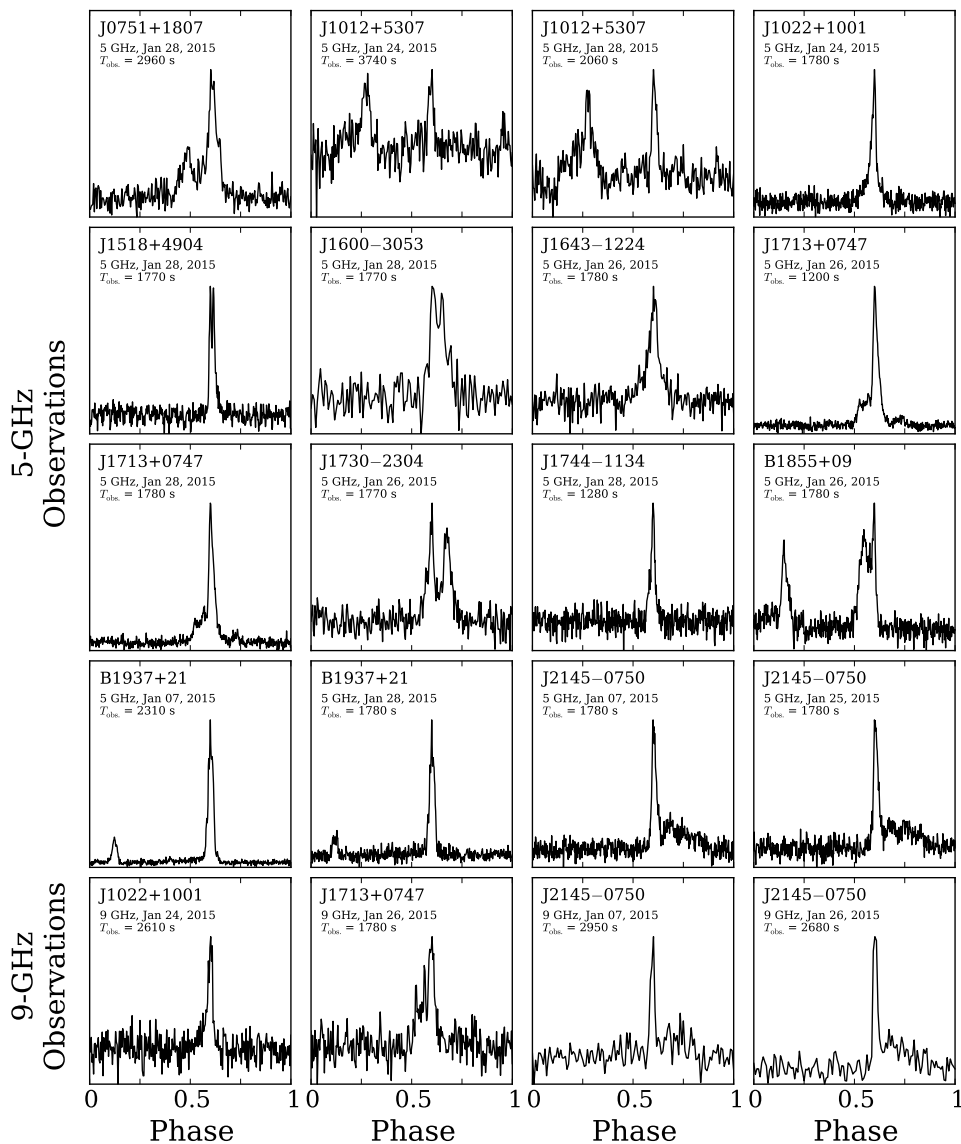 J0751+1807
5 GHz, Jan 28, 2015
T_obs. = 2960 s
J1012+5307
5 GHz, Jan 24, 2015
T_obs. = 3740 s
J1012+5307
5 GHz, Jan 28, 2015
T_obs. = 2060 s
J1022+1001
5 GHz, Jan 24, 2015
T_obs. = 1780 s
J1518+4904
5 GHz, Jan 28, 2015
T_obs. = 1770 s
J1600−3053
5 GHz, Jan 28, 2015
T_obs. = 1770 s
J1643−1224
5 GHz, Jan 26, 2015
T_obs. = 1780 s
J1713+0747
5 GHz, Jan 26, 2015
T_obs. = 1200 s
5-GHz
Observations
J1713+0747
5 GHz, Jan 28, 2015
T_obs. = 1780 s
J1730−2304
5 GHz, Jan 26, 2015
T_obs. = 1770 s
J1744−1134
5 GHz, Jan 28, 2015
T_obs. = 1280 s
B1855+09
5 GHz, Jan 26, 2015
T_obs. = 1780 s
B1937+21
5 GHz, Jan 07, 2015
T_obs. = 2310 s
B1937+21
5 GHz, Jan 28, 2015
T_obs. = 1780 s
J2145−0750
5 GHz, Jan 07, 2015
T_obs. = 1780 s
J2145−0750
5 GHz, Jan 25, 2015
T_obs. = 1780 s
9-GHz
Observations
J1022+1001
9 GHz, Jan 24, 2015
T_obs. = 2610 s
J1713+0747
9 GHz, Jan 26, 2015
T_obs. = 1780 s
J2145−0750
9 GHz, Jan 07, 2015
T_obs. = 2950 s
J2145−0750
9 GHz, Jan 26, 2015
T_obs. = 2680 s
0 0.5 1 0 0.5 1 0 0.5 1 0 0.5 1
Phase Phase Phase Phase